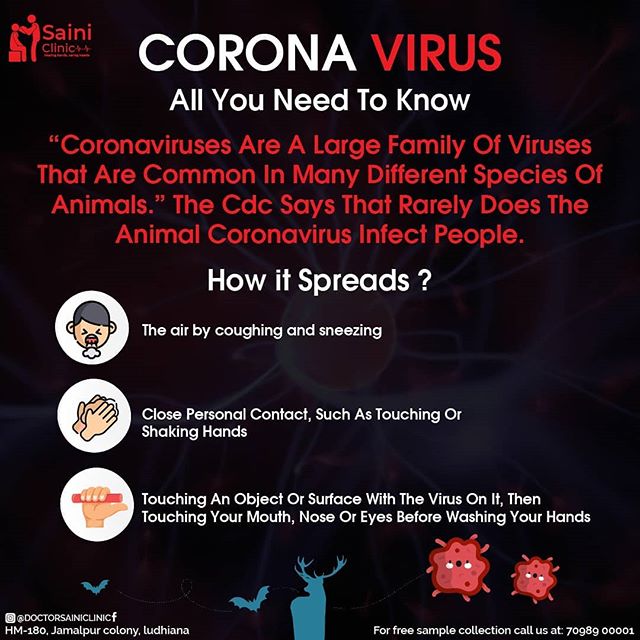 Saini
Clinic
Healing hands, caring hearts
CORONA VIRUS
All You Need To Know
“Coronaviruses Are A Large Family Of Viruses
That Are Common In Many Different Species Of
Animals.” The Cdc Says That Rarely Does The
Animal Coronavirus Infect People.
How it Spreads ?
The air by coughing and sneezing
Close Personal Contact, Such As Touching Or
Shaking Hands
Touching An Object Or Surface With The Virus On It, Then
Touching Your Mouth, Nose Or Eyes Before Washing Your Hands
@DOCTORSAINICLINIC
HM-180, Jamalpur colony, ludhiana
For free sample collection call us at: 70989 00001